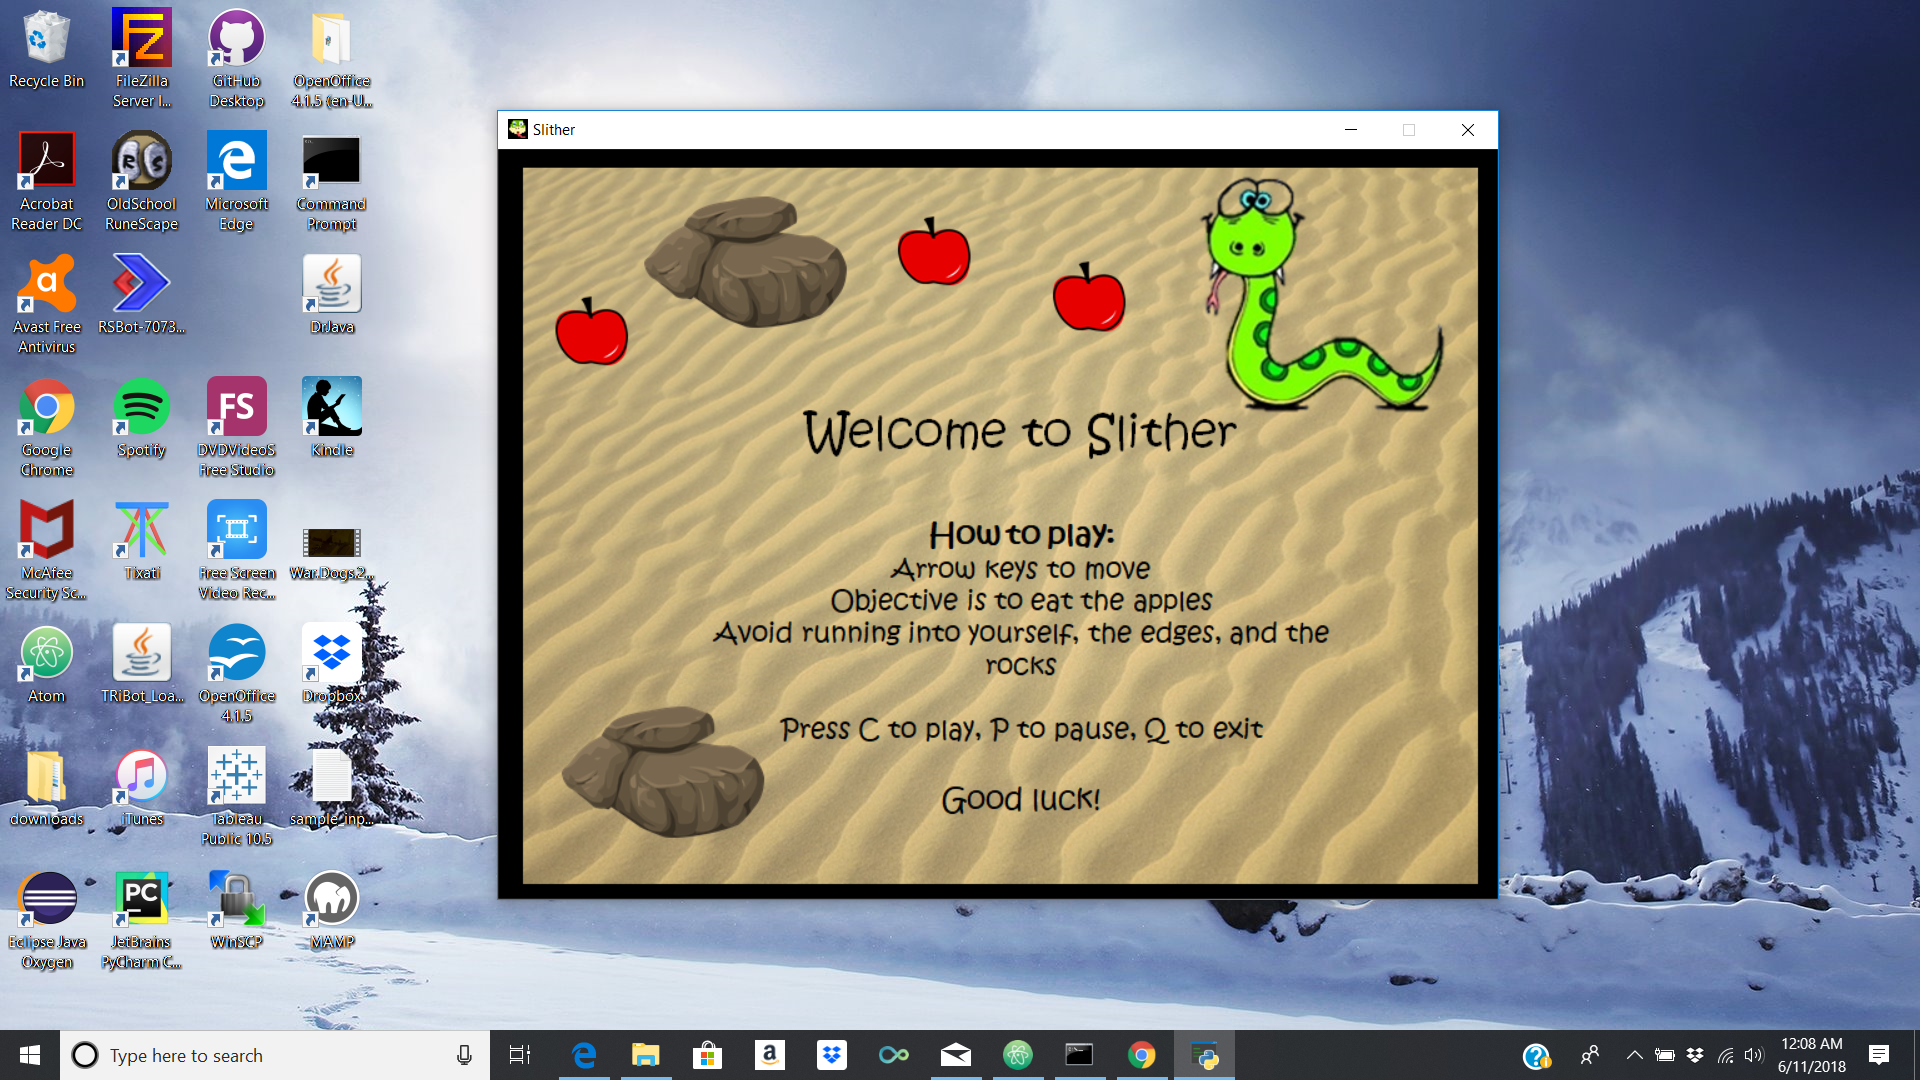 Recycle Bin
FileZilla
Server I...
GitHub
Desktop
OpenOffice
4.1.5 (en-U...
Acrobat
Reader DC
OldSchool
RuneScape
Microsoft
Edge
Command
Prompt
Avast Free
Antivirus
RSBot-7073...
DrJava
Google
Chrome
Spotify
FS
DVDVideoS
Free Studio
Kindle
McAfee
Security Sc...
Tixati
Free Screen
Video Rec...
War.Dogs.2...
Atom
TRiBot_Loa...
OpenOffice
4.1.5
Dropbox
downloads
iTunes
Tableau
Public 10.5
sample_inp...
Eclipse Java
Oxygen
PC
JetBrains
PyCharm C...
WinSCP
MAMP
Slither
Welcome to Slither
How to play:
Arrow keys to move
Objective is to eat the apples
Avoid running into yourself, the edges, and the
rocks
Press C to play, P to pause, Q to exit
Good luck!
Type here to search
12:08 AM
6/11/2018